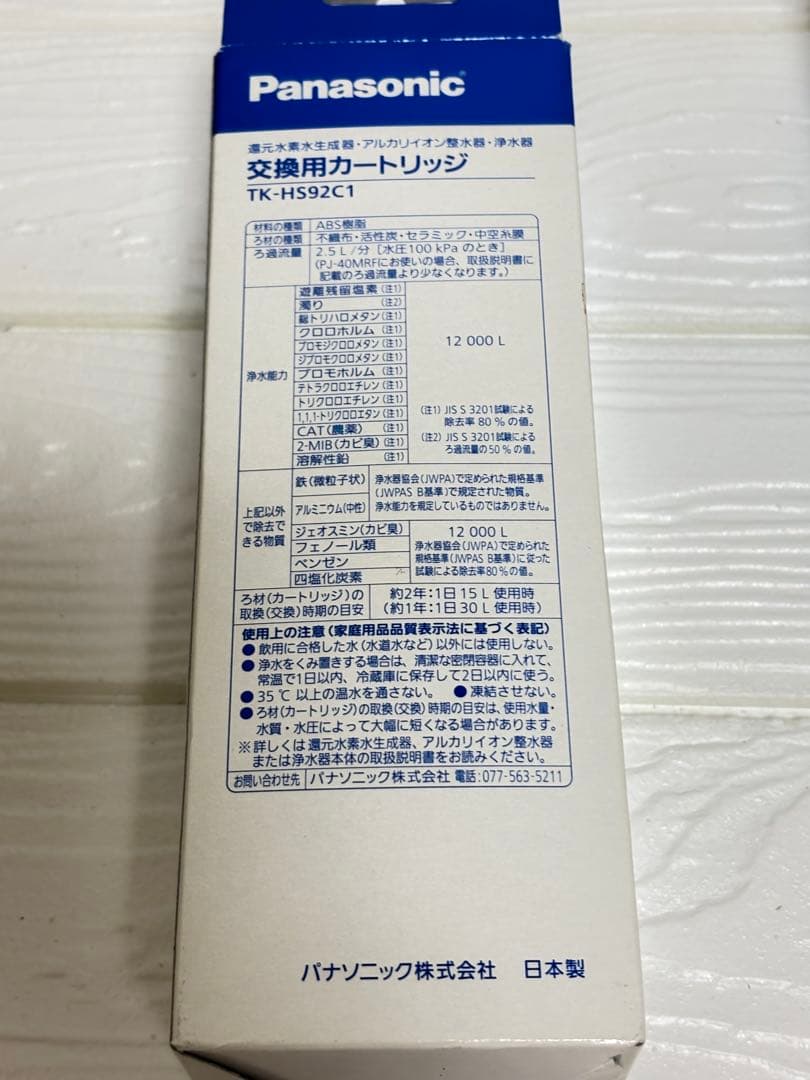 Panasonic
還元水素水生成器・アルカリイオン整水器・浄水器
交換用カートリッジ
TK-HS92C1
材料の種類 ABS樹脂
ろ材の種類 不織布・活性炭・セラミック・中空糸膜
ろ過流量 2.5 L/分 [水圧100 kPa のとき]
(PJ-40MRFにお使いの場合、取扱説明書に
記載のろ過流量より少なくなります。)
浄水能力
遊離残留塩素 (注1)
濁り (注2)
総トリハロメタン (注1)
クロロホルム (注1)
ブロモジクロロメタン (注1)
ジブロモクロロメタン (注1)
ブロモホルム (注1)
テトラクロロエチレン (注1)
トリクロロエチレン (注1)
1,1,1-トリクロロエタン (注1)
CAT(農薬) (注1)
2-MIB(カビ臭) (注1)
溶解性鉛 (注1)
12 000 L
(注1) JIS S 3201試験による
除去率 80 % の値。
(注2) JIS S 3201試験による
ろ過流量の50 % の値。
上記以外
で除去で
きる物質
鉄(微粒子状)
アルミニウム(中性)
浄水器協会(JWPA)で定められた規格基準
(JWPAS B基準)で規定された物質。
浄水能力を規定しているものではありません。
ジェオスミン(カビ臭)
フェノール類
ベンゼン
四塩化炭素
12 000 L
浄水器協会(JWPA)で定められた
規格基準(JWPAS B基準)に従った
試験による除去率80 % の値。
ろ材(カートリッジ)の
取換(交換)時期の目安
約2年:1日 15 L 使用時
(約1年:1日 30 L 使用時)
使用上の注意(家庭用品品質表示法に基づく表記)
●飲用に合格した水(水道水など)以外には使用しない。
●浄水をくみ置きする場合は、清潔な密閉容器に入れて、
常温で1日以内、冷蔵庫に保存して2日以内に使う。
●35 ℃ 以上の温水を通さない。 ●凍結させない。
●ろ材(カートリッジ)の取換(交換)時期の目安は、使用水量・
水質・水圧によって大幅に短くなる場合があります。
※詳しくは還元水素水生成器、アルカリイオン整水器
または浄水器本体の取扱説明書をお読みください。
お問い合わせ先 パナソニック株式会社 電話:077-563-5211
パナソニック株式会社 日本製